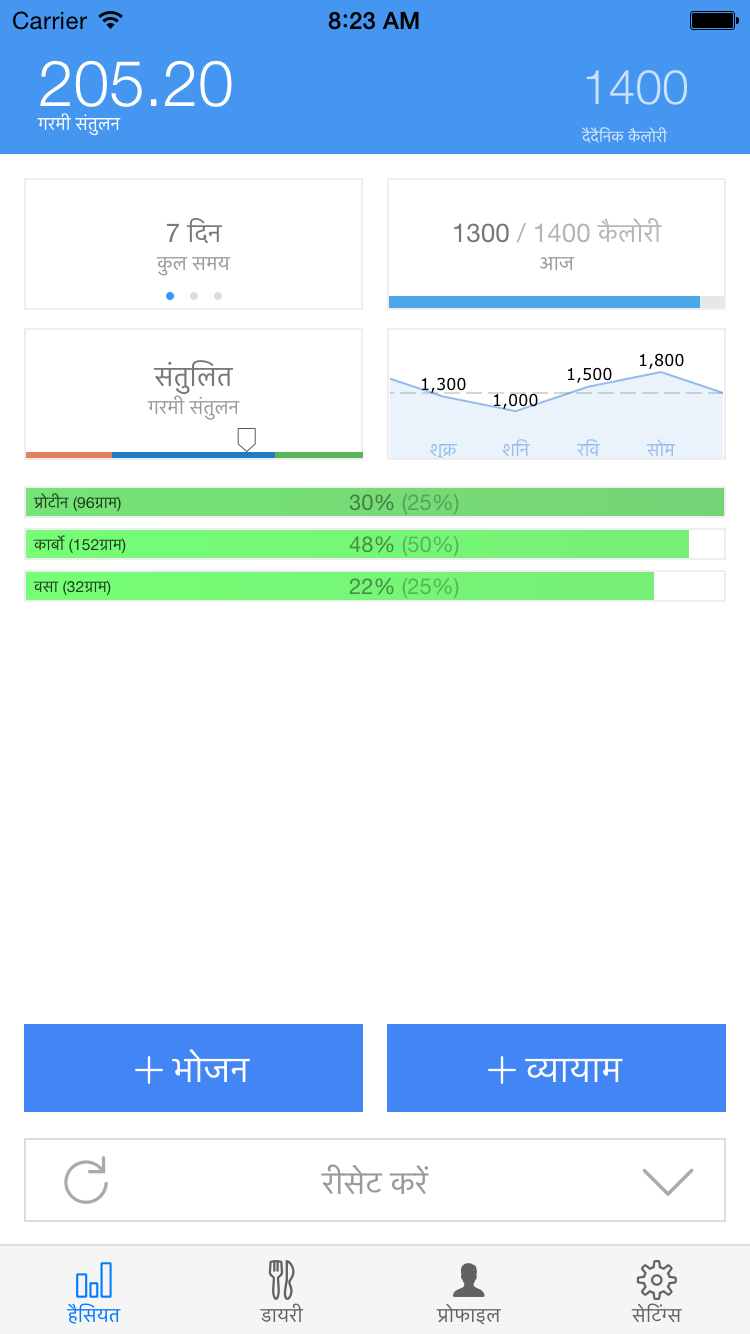 Carrier 8:23 AM
205.20 1400
गरमी संतुलन दैदैनिक कैलोरी
7 दिन
कुल समय
1300 / 1400 कैलोरी
आज
संतुलित
गरमी संतुलन
1,300 1,000 1,500 1,800
शुक्र शनि रवि सोम
प्रोटीन (96ग्राम) 30% (25%)
कार्बो (152ग्राम) 48% (50%)
वसा (32ग्राम) 22% (25%)
+ भोजन + व्यायाम
रीसेट करें
हैसियत डायरी प्रोफाइल सेटिंग्स